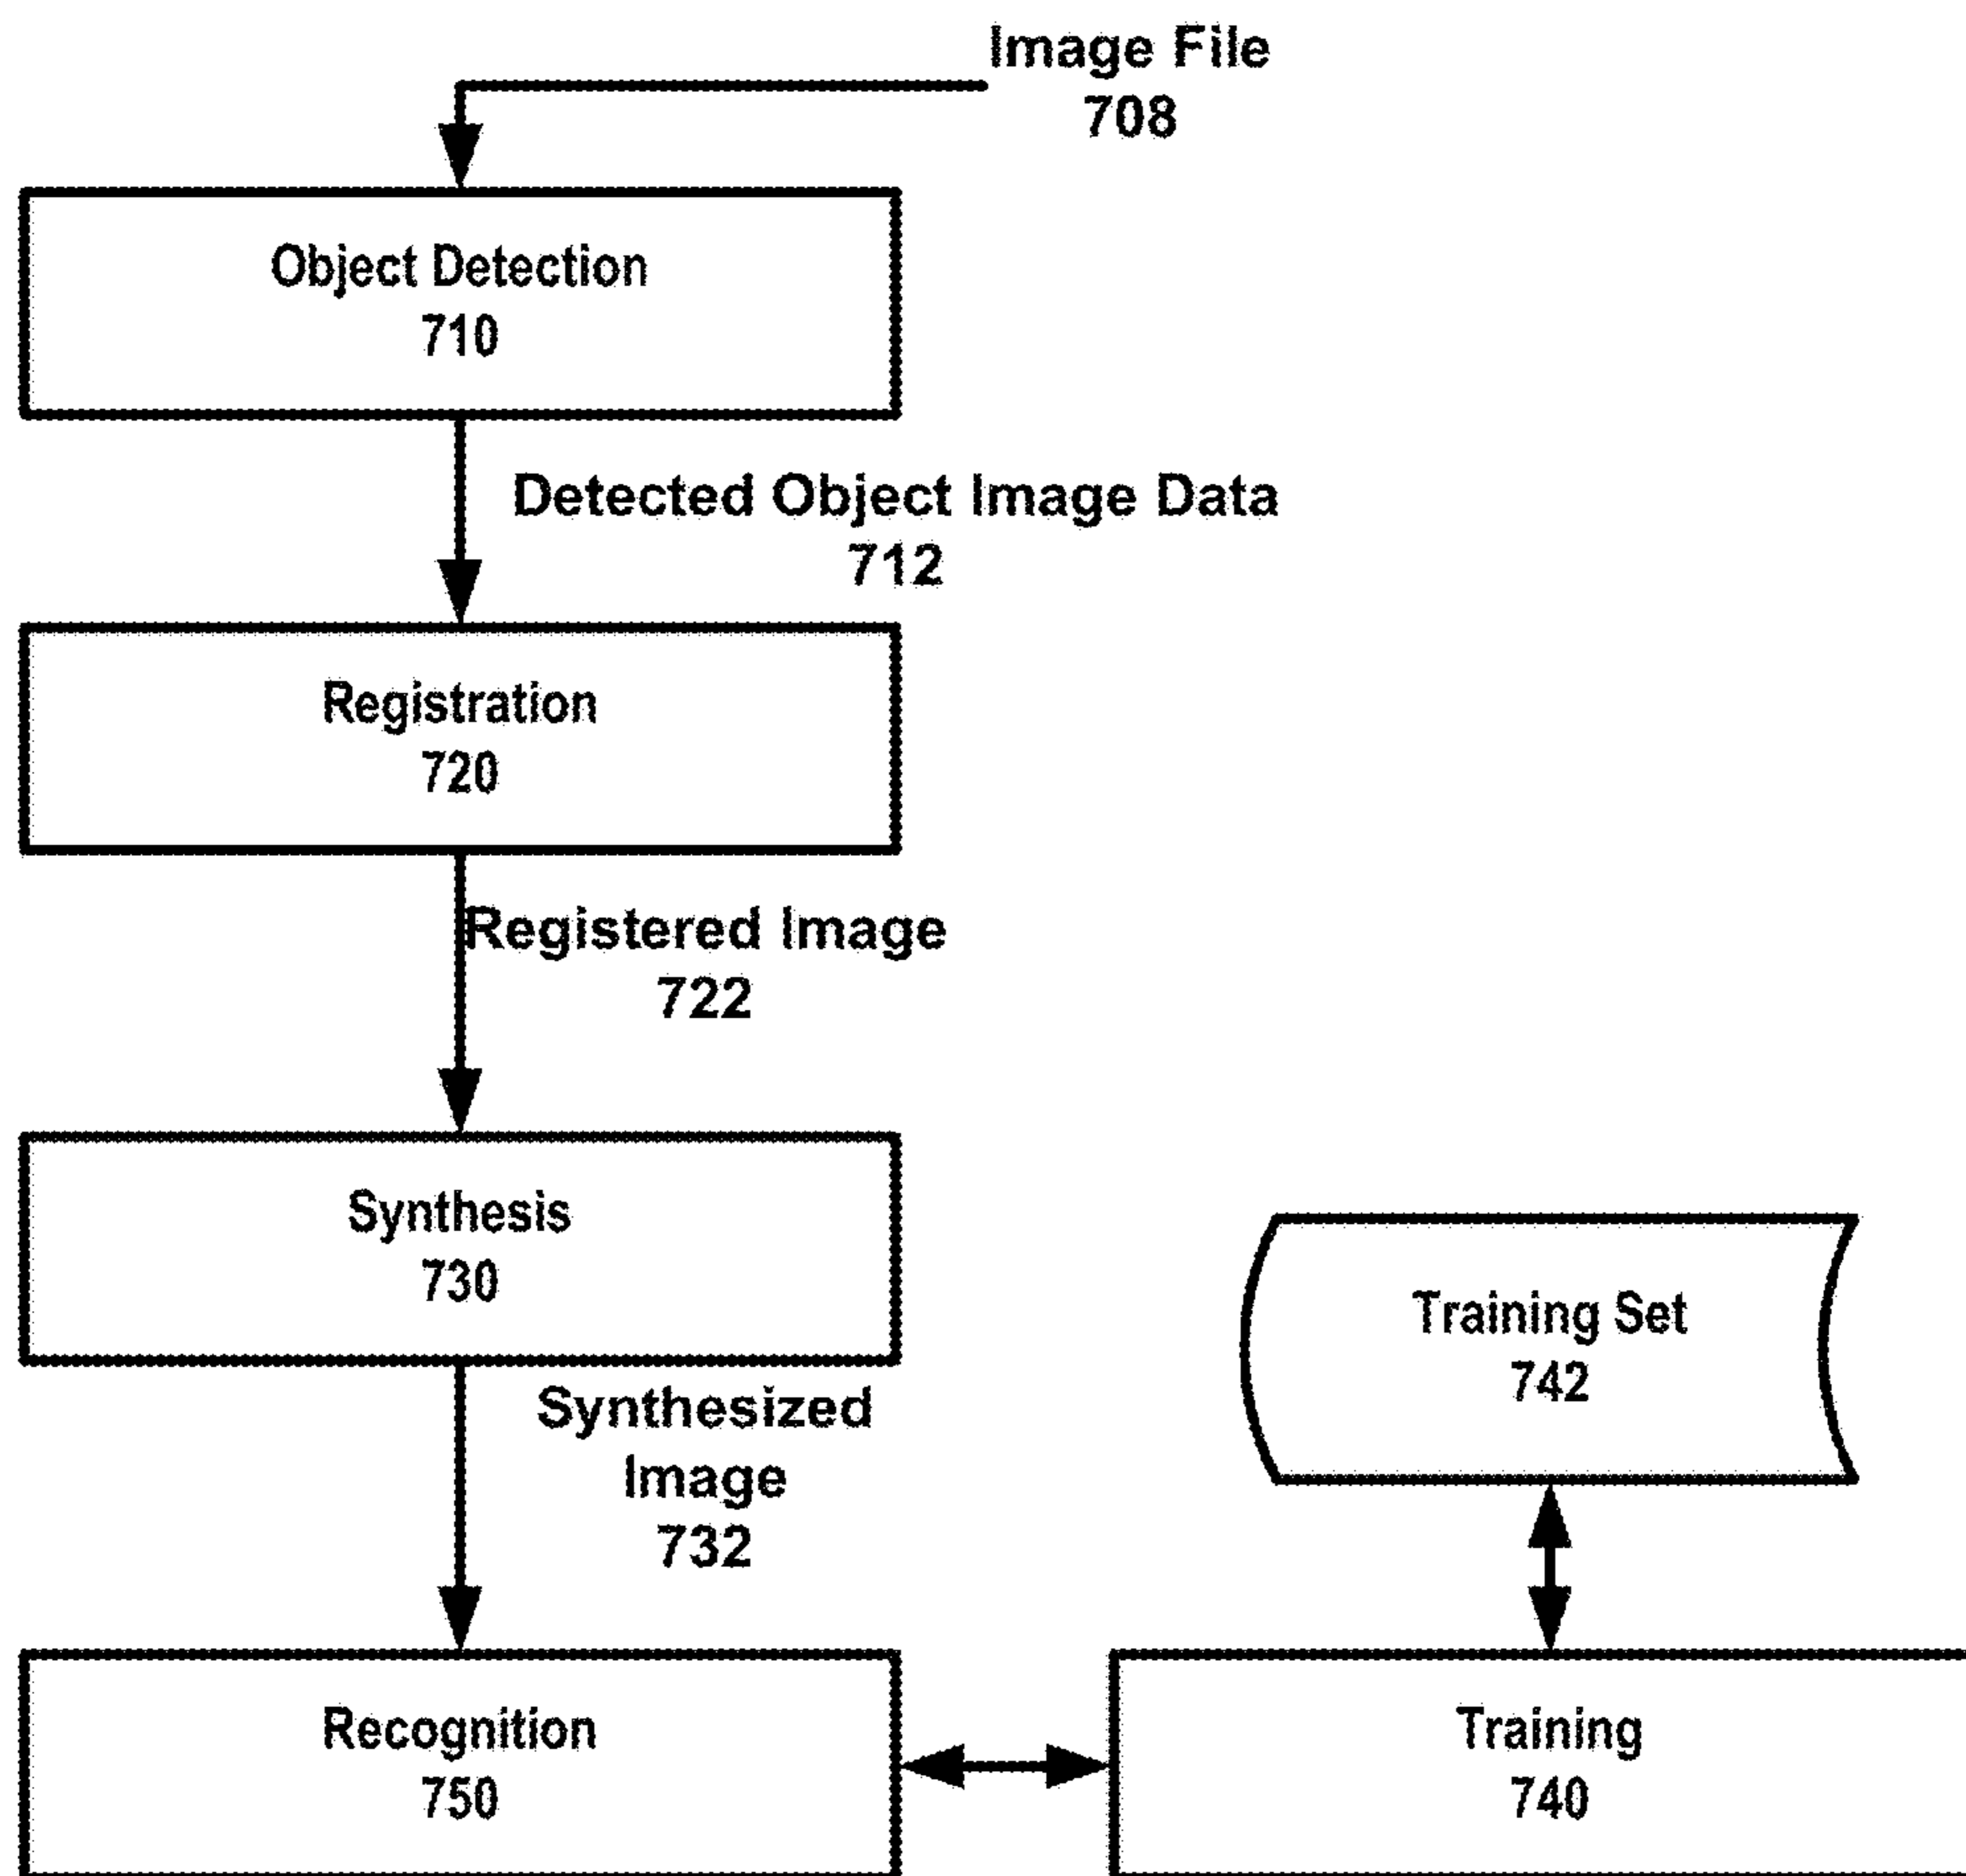 Image File
708
Object Detection
710
Detected Object Image Data
712
Registration
720
Registered Image
722
Synthesis
730
Synthesized
Image
732
Training Set
742
Recognition
750
Training
740